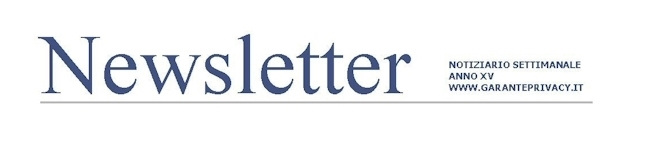 Newsletter
NOTIZIARIO SETTIMANALE
ANNO XV
WWW.GARANTEPRIVACY.IT